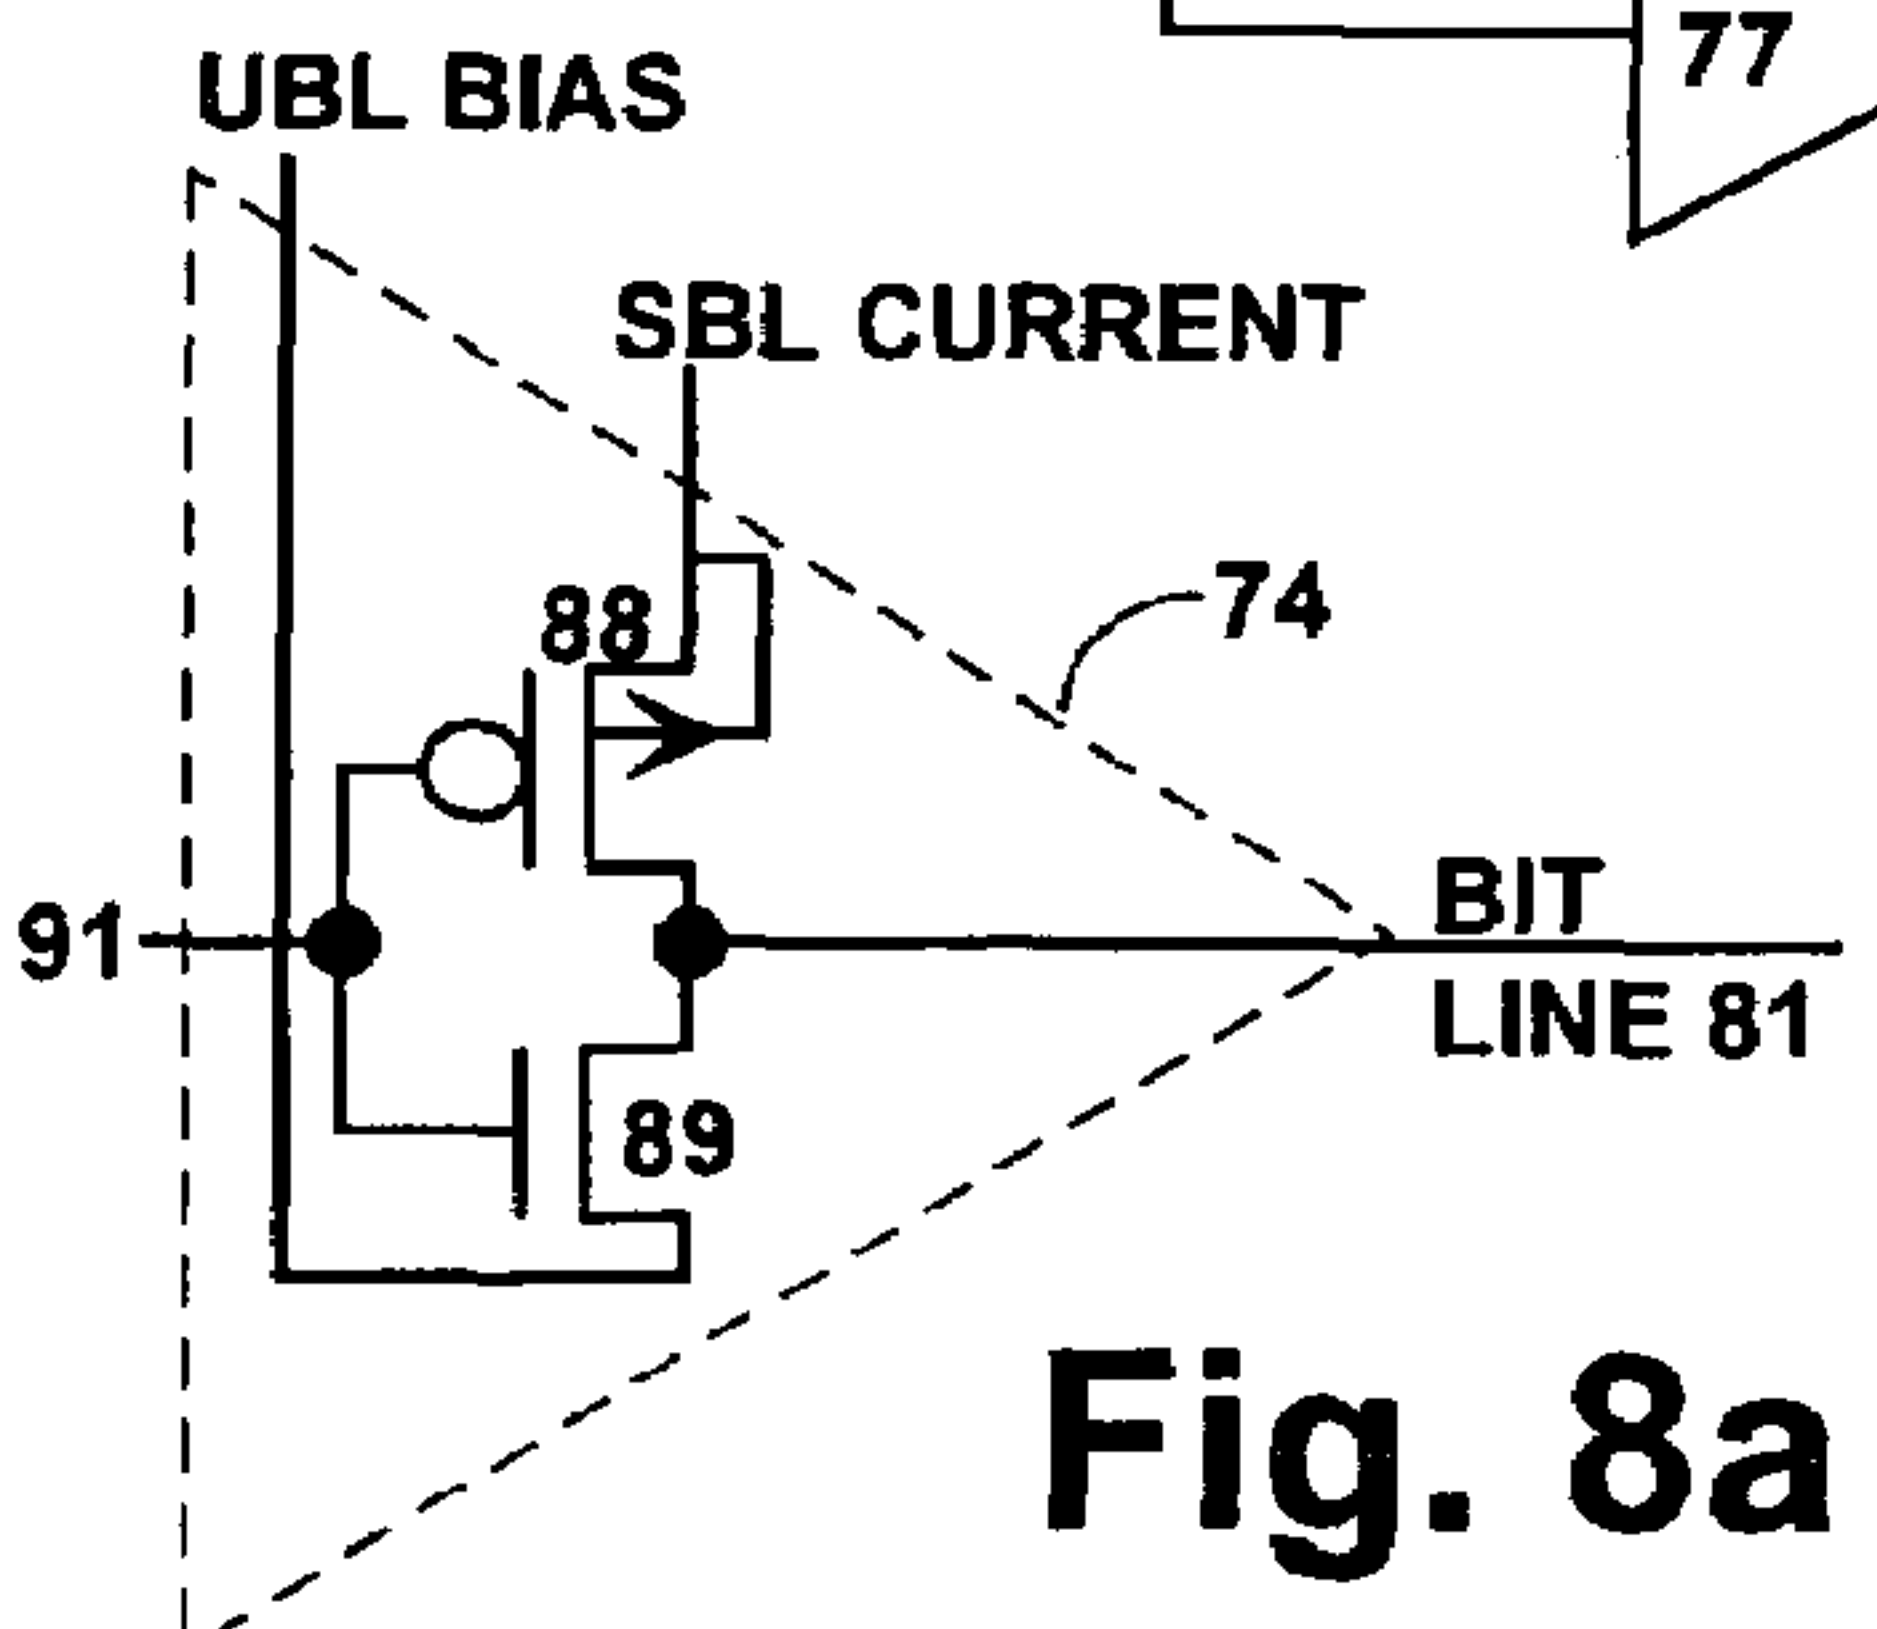 77
UBL BIAS
SBL CURRENT
88
74
91
BIT
LINE 81
89
Fig. 8a